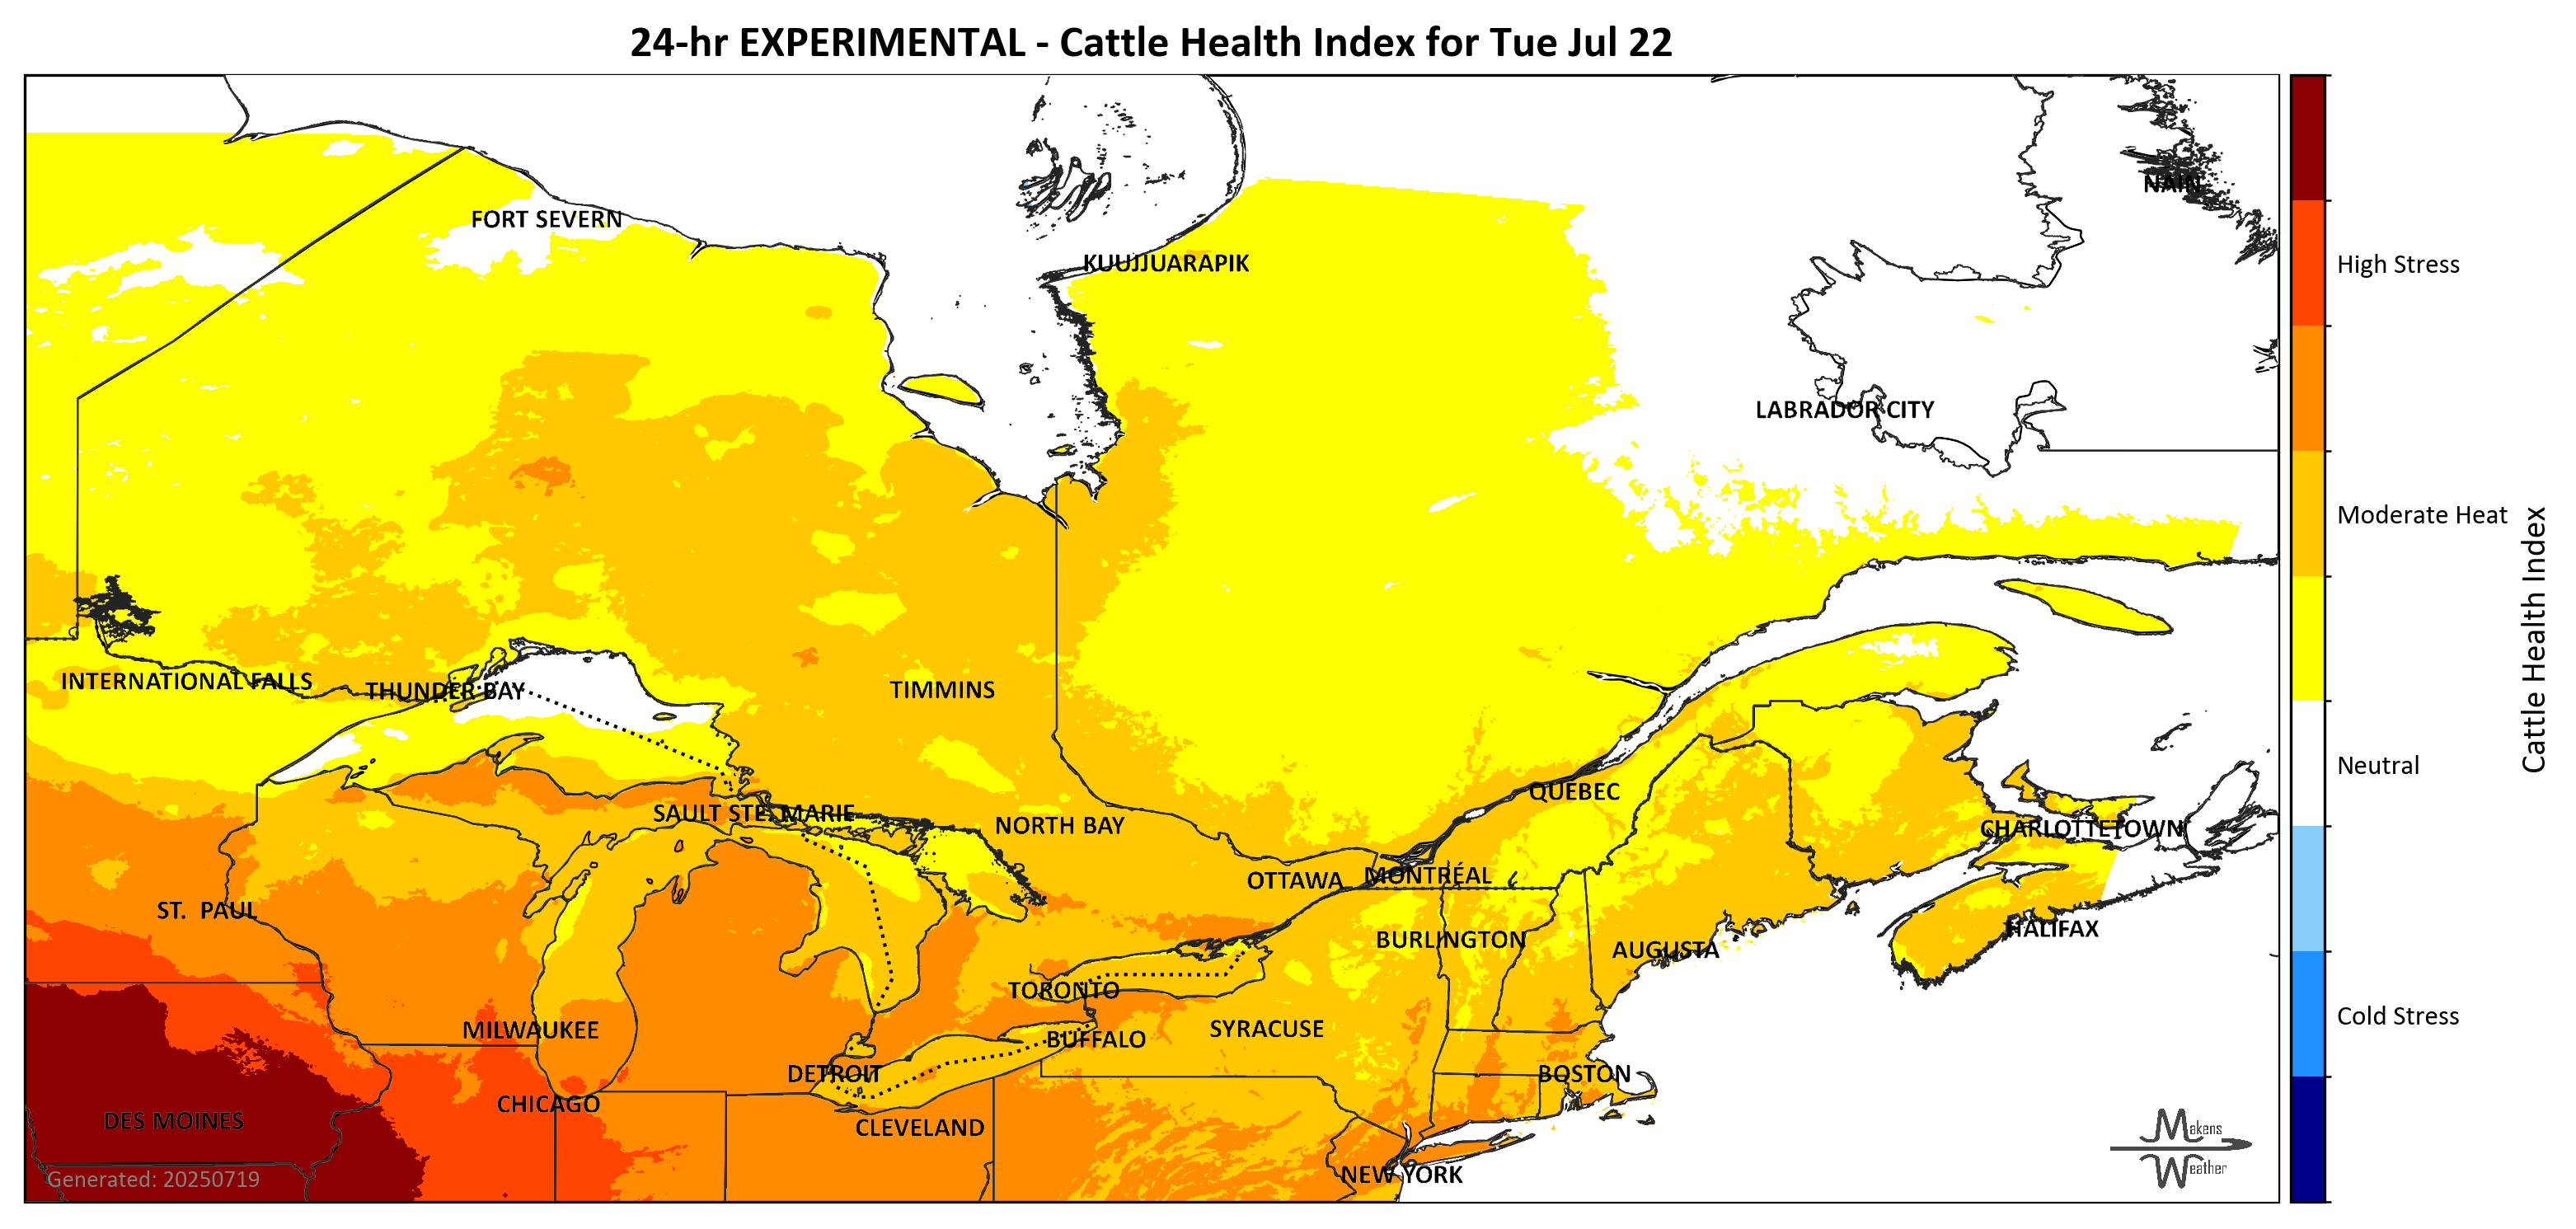 24-hr EXPERIMENTAL - Cattle Health Index for Tue Jul 22
NAIN
FORT SEVERN
KUUJJUARAPIK
High Stress
LABRADOR CITY
Moderate Heat
INTERNATIONAL FALLS
THUNDER BAY
TIMMINS
Cattle Health Index
Neutral
QUEBEC
SAULT STE. MARIE
NORTH BAY
CHARLOTTETOWN
OTTAWA
MONTRÉAL
ST. PAUL
HALIFAX
BURLINGTON
AUGUSTA
TORONTO
Cold Stress
MILWAUKEE
SYRACUSE
BUFFALO
DETROIT
BOSTON
CHICAGO
DES MOINES
CLEVELAND
Makens
Weather
NEW YORK
Generated: 20250719